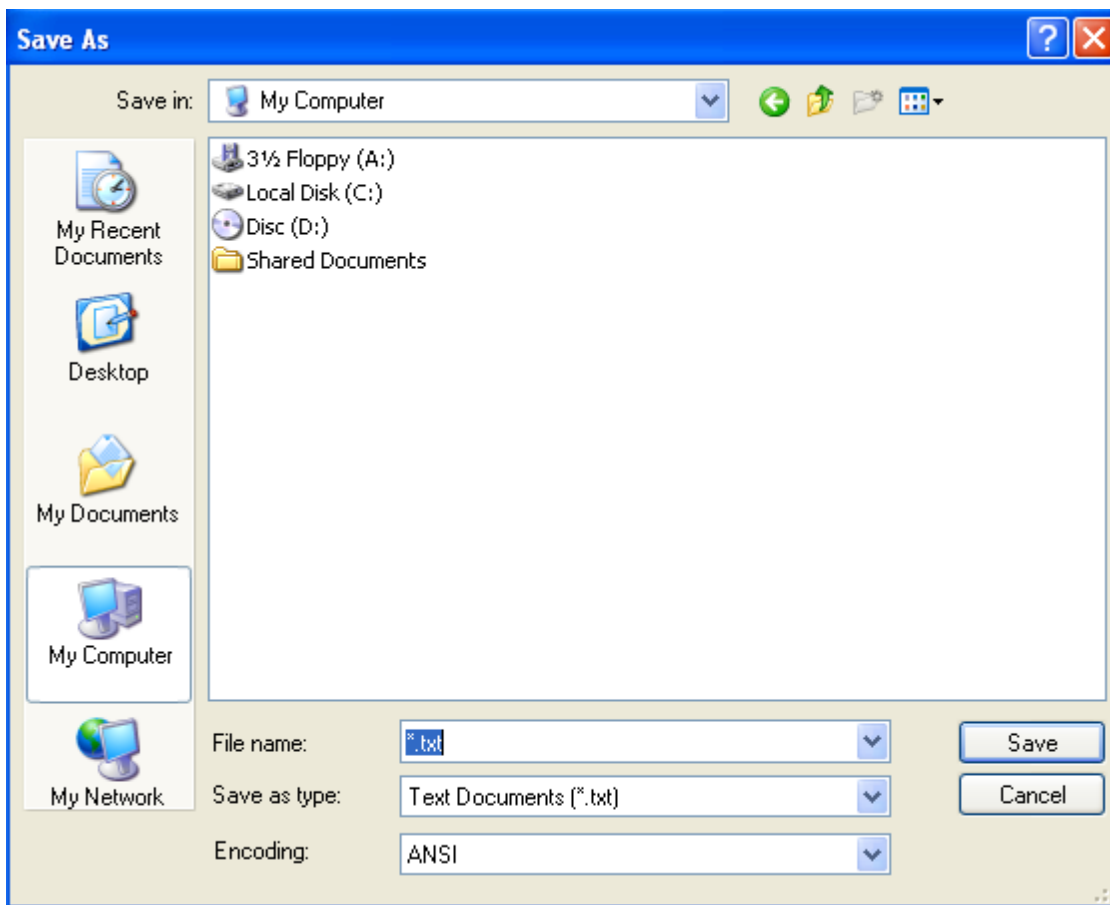 Save As
Save in:
My Computer
3½ Floppy (A:)
Local Disk (C:)
Disc (D:)
Shared Documents
My Recent
Documents
Desktop
My Documents
My Computer
My Network
File name:
*.txt
Save
Save as type:
Text Documents (*.txt)
Cancel
Encoding:
ANSI